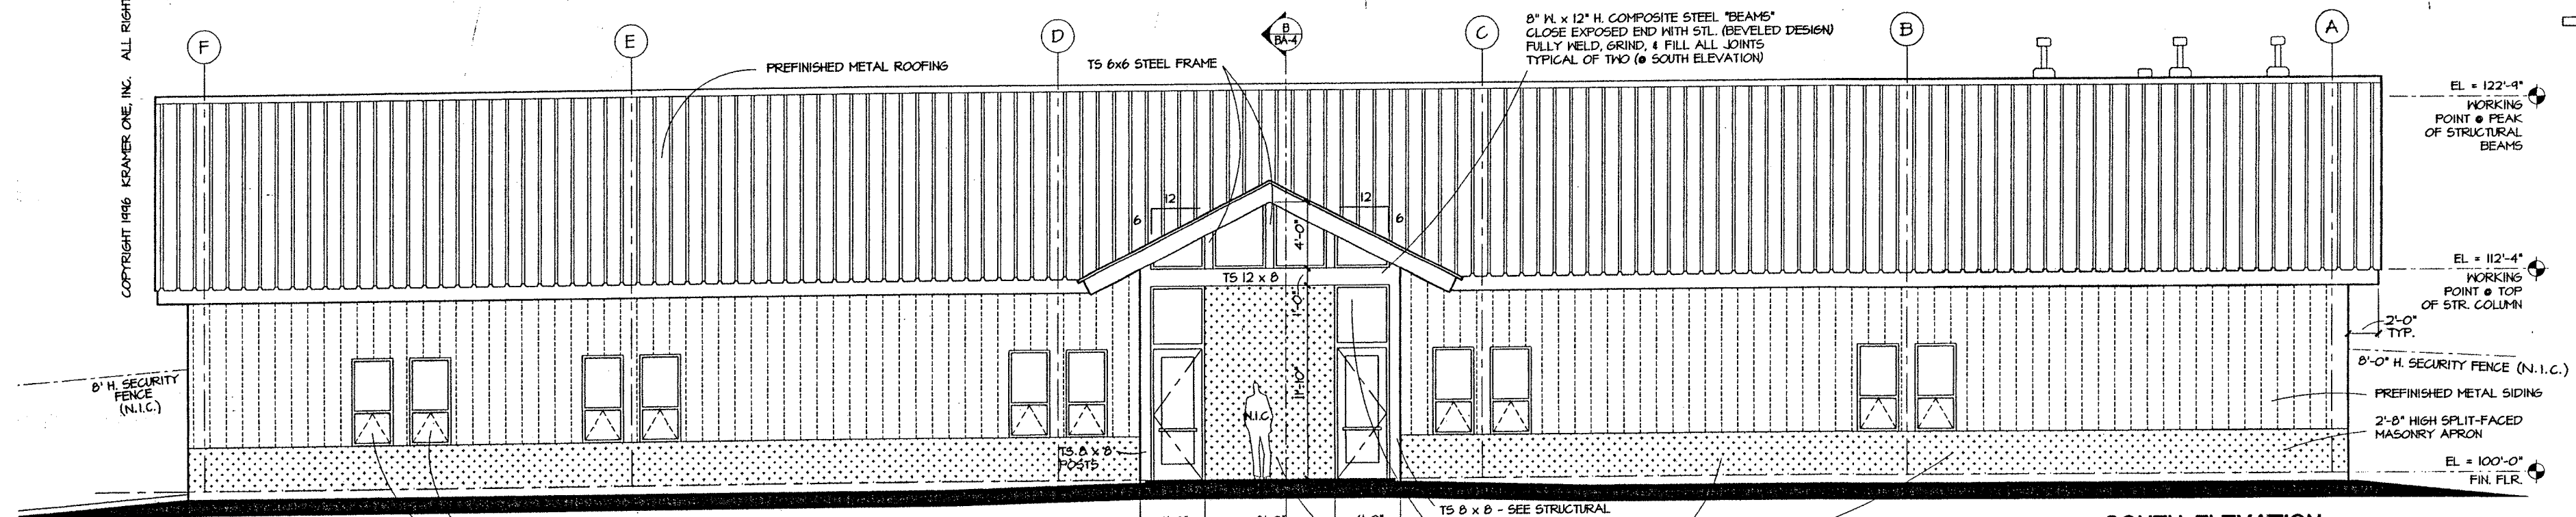 COPYRIGHT 1996 KRAMER ONE, INC. ALL RIGHT
F
E
D
B
BA-4
C
B
A
PREFINISHED METAL ROOFING
TS 6x6 STEEL FRAME
8" W. x 12" H. COMPOSITE STEEL "BEAMS"
CLOSE EXPOSED END WITH STL. (BEVELED DESIGN)
FULLY WELD, GRIND, & FILL ALL JOINTS
TYPICAL OF TWO (@ SOUTH ELEVATION)
EL = 122'-9"
WORKING
POINT @ PEAK
OF STRUCTURAL
BEAMS
12
6
12
6
4'-0"
TS 12 x 8
1'-0"
11'-10"
EL = 112'-4"
WORKING
POINT @ TOP
OF STR. COLUMN
2'-0"
TYP.
8' H. SECURITY
FENCE
(N.I.C.)
8'-0" H. SECURITY FENCE (N.I.C.)
PREFINISHED METAL SIDING
2'-8" HIGH SPLIT-FACED
MASONRY APRON
N.I.C.
TS 8 x 8
POSTS
EL = 100'-0"
FIN. FLR.
TS 8 x 8 - SEE STRUCTURAL
SOUTH ELEVATION